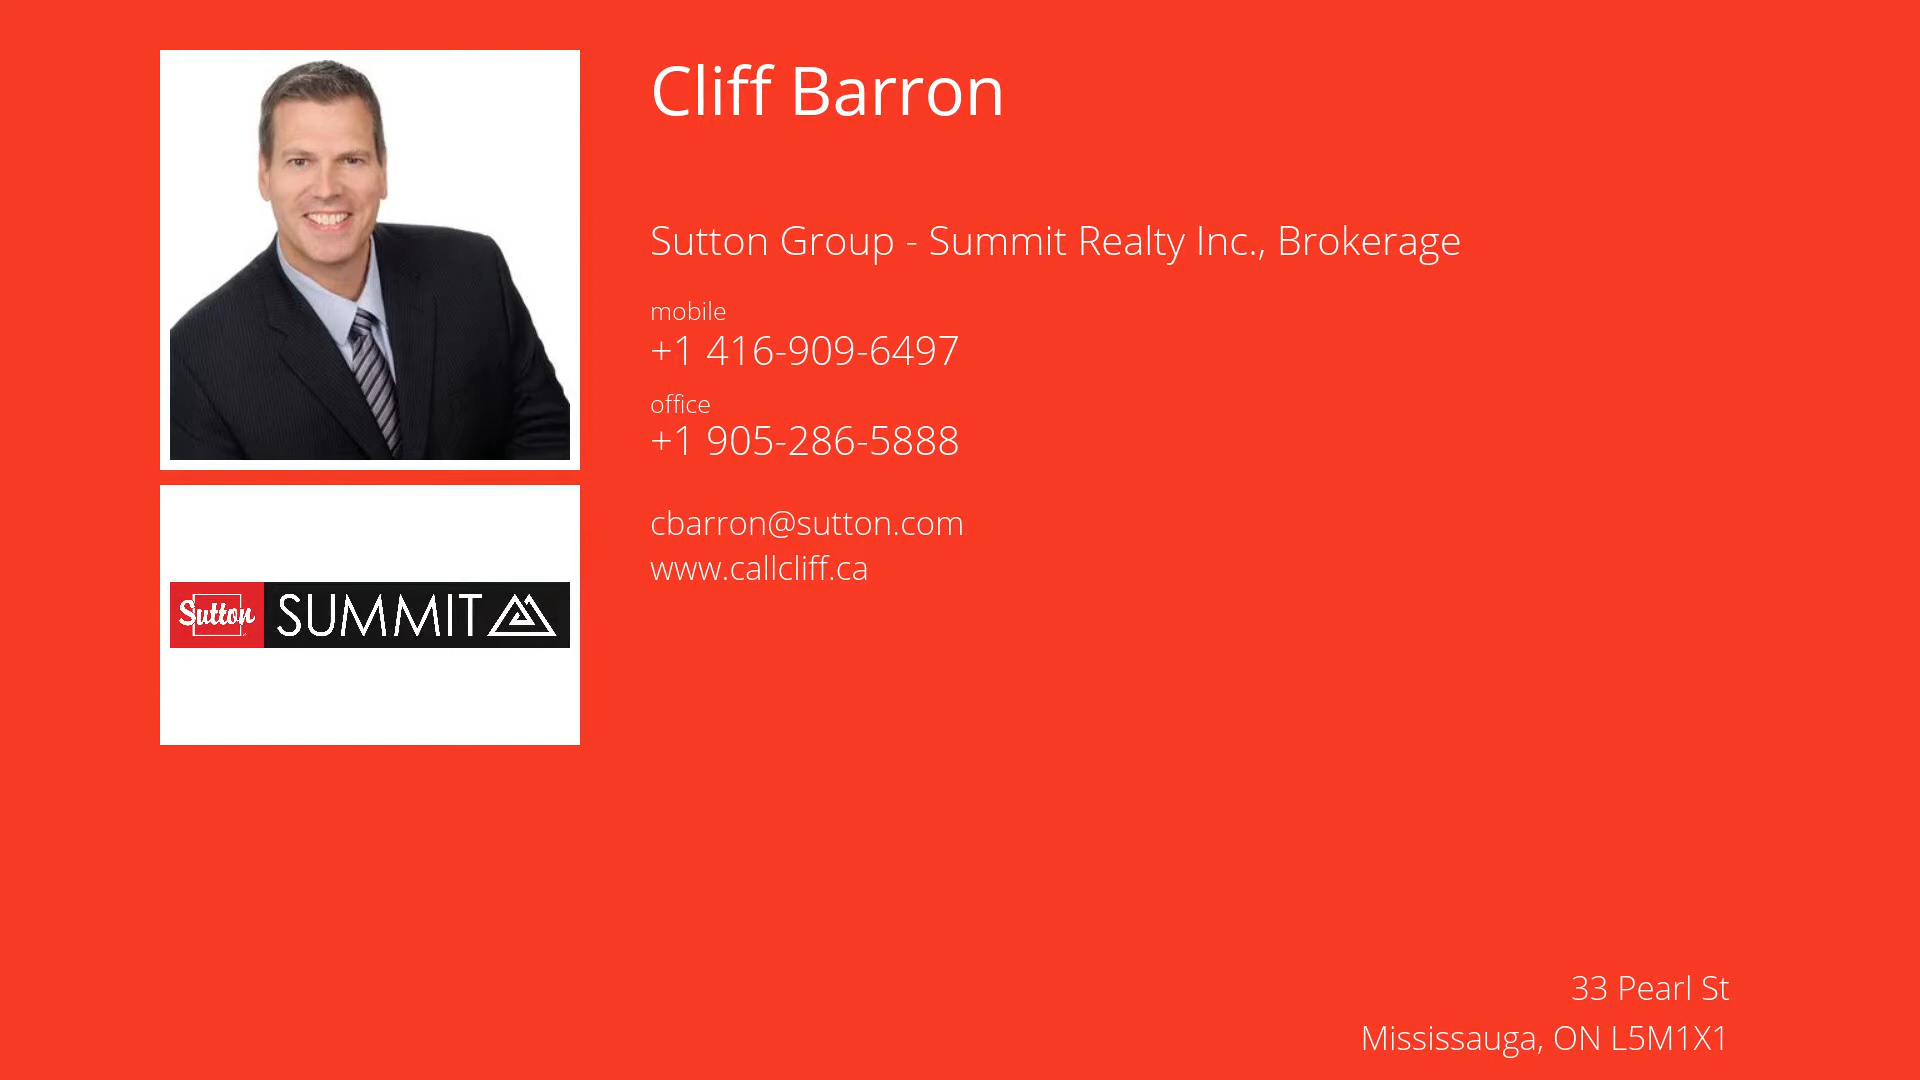 Cliff Barron
Sutton Group - Summit Realty Inc., Brokerage
mobile
+1 416-909-6497
office
+1 905-286-5888
cbarron@sutton.com
www.callcliff.ca
Sutton SUMMIT
33 Pearl St
Mississauga, ON L5M1X1